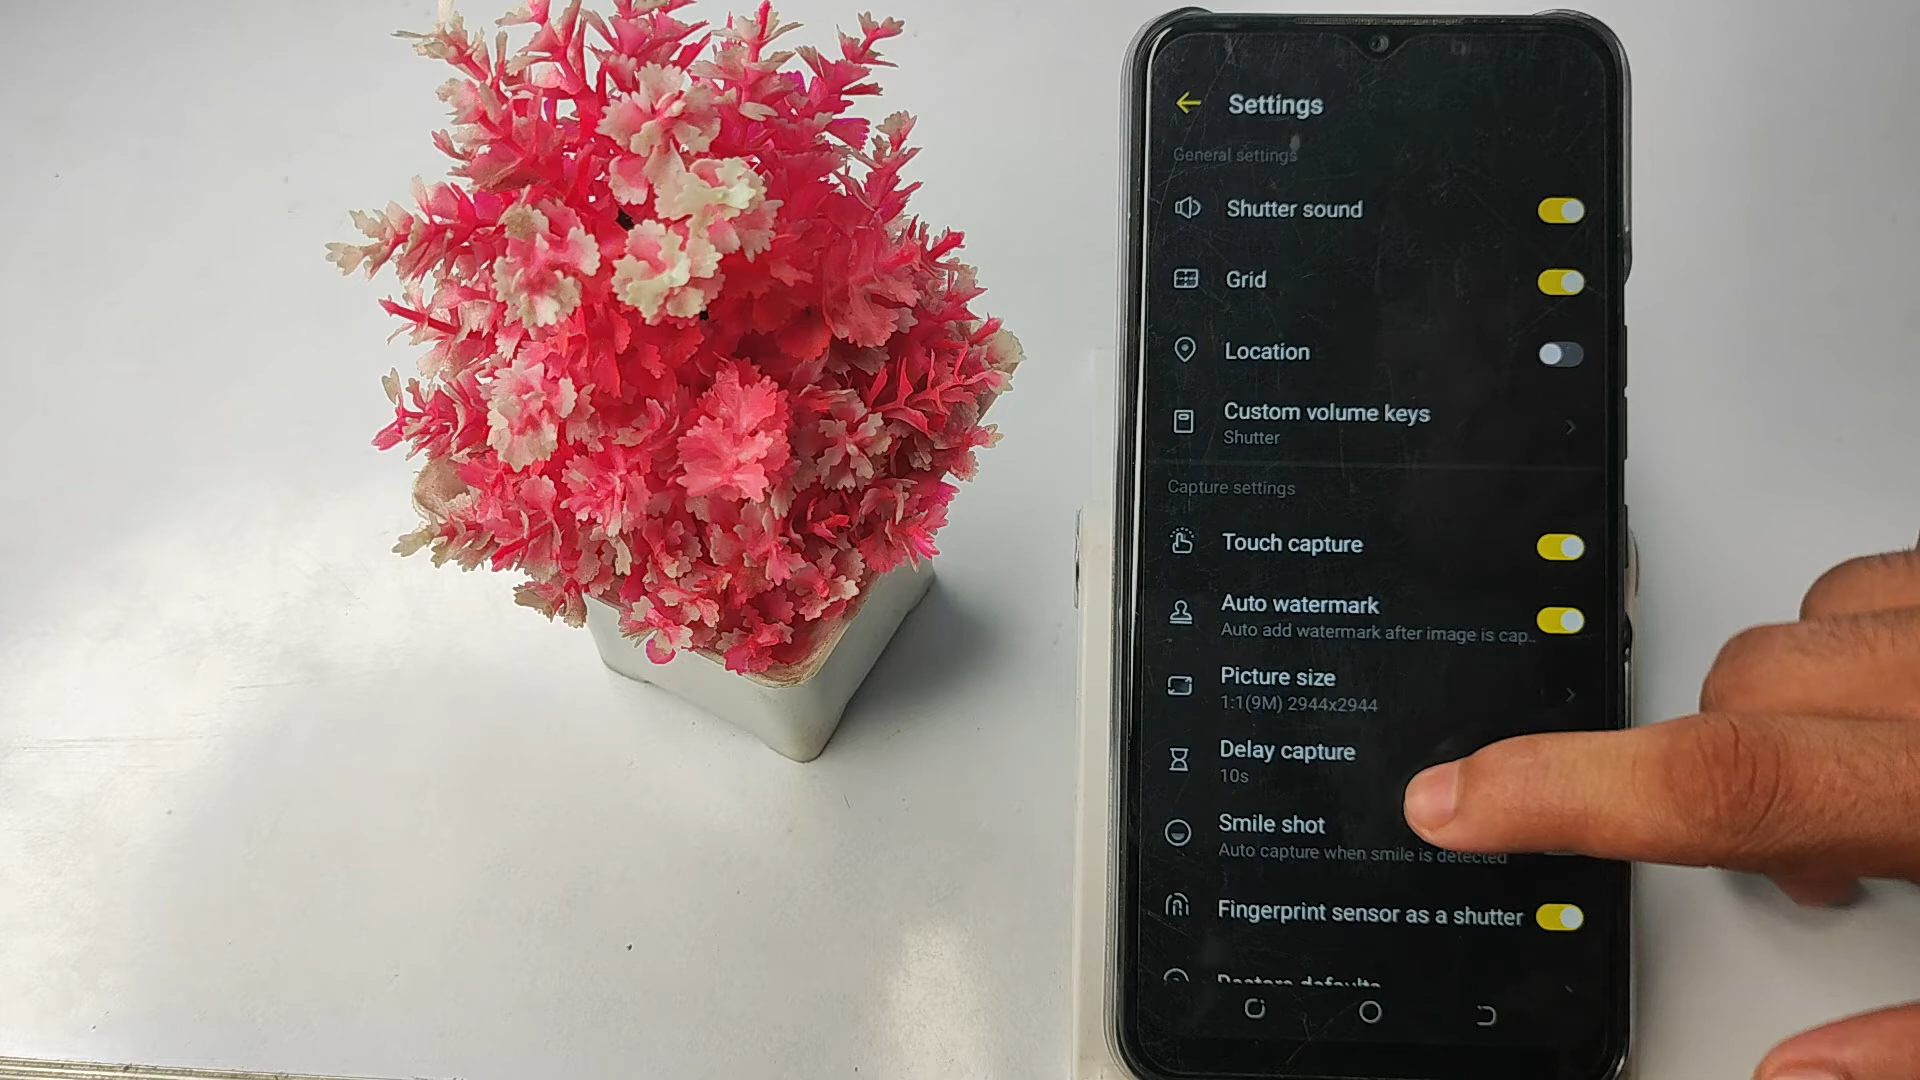 Settings
General settings
Shutter sound
Grid
Location
Custom volume keys
Shutter
Capture settings
Touch capture
Auto watermark
Auto add watermark after image is cap..
Picture size
1:1(9M) 2944x2944
Delay capture
10s
Smile shot
Auto capture when smile is detected
Fingerprint sensor as a shutter
Restore defaults